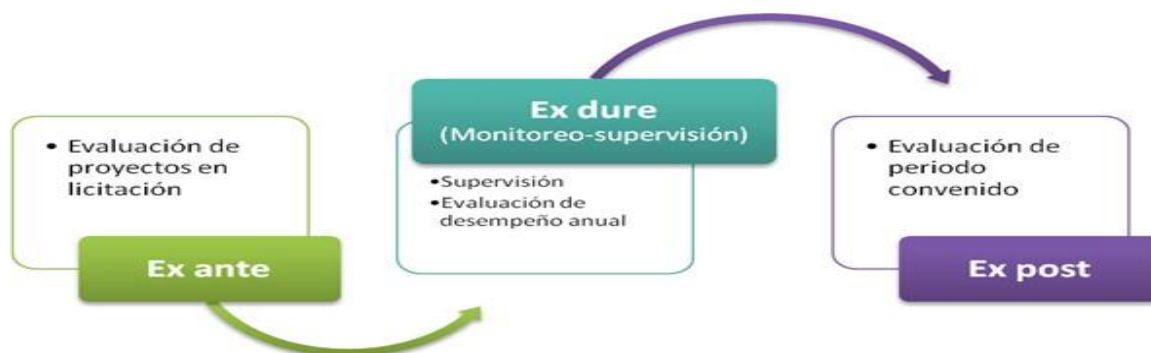 • Evaluación de
proyectos en
licitación
Ex ante
Ex dure
(Monitoreo-supervisión)
•Supervisión
•Evaluación de
desempeño anual
• Evaluación de
periodo
convenido
Ex post